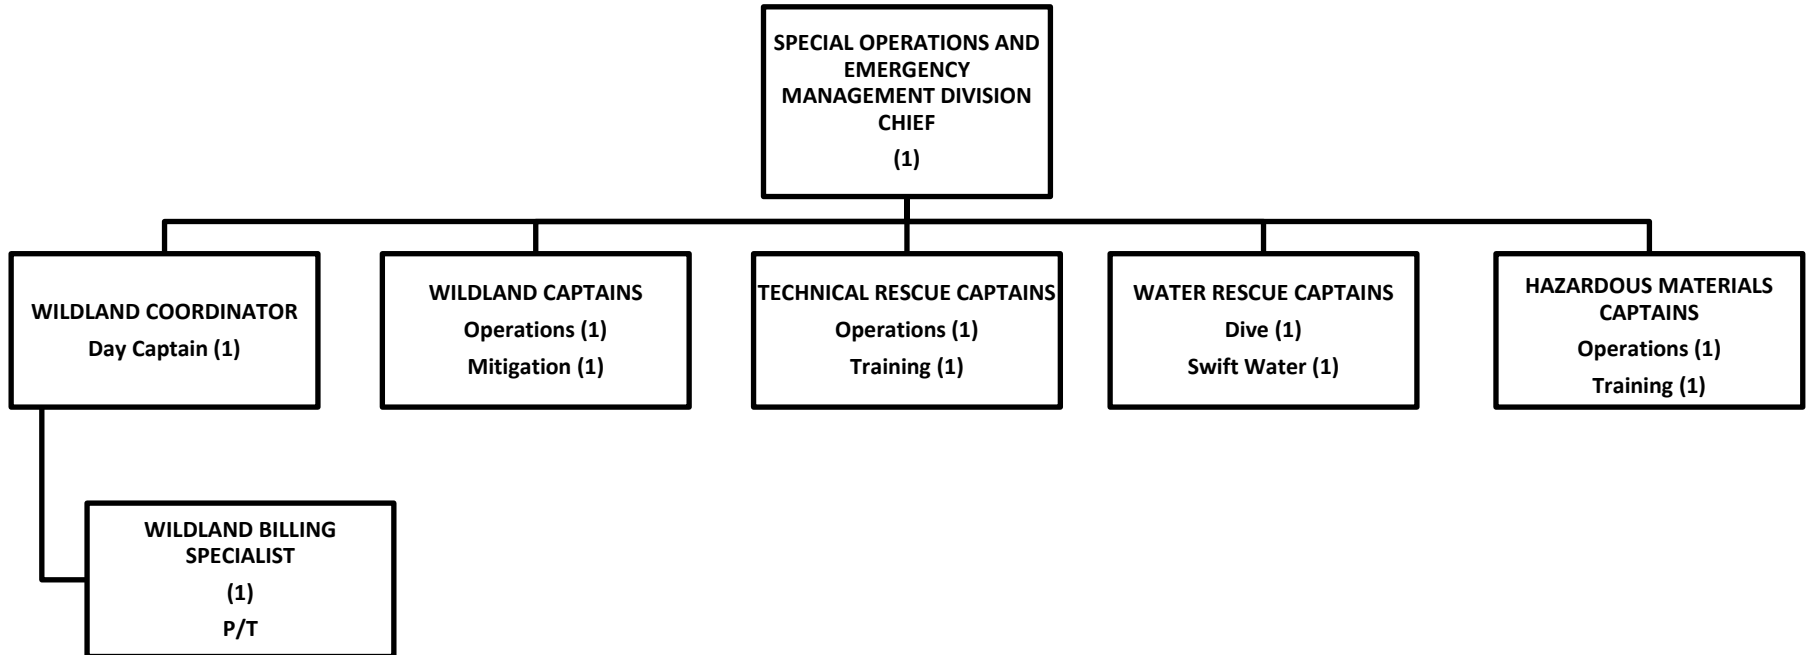 SPECIAL OPERATIONS AND
EMERGENCY
MANAGEMENT DIVISION
CHIEF
(1)
WILDLAND COORDINATOR
Day Captain (1)
WILDLAND CAPTAINS
Operations (1)
Mitigation (1)
TECHNICAL RESCUE CAPTAINS
Operations (1)
Training (1)
WATER RESCUE CAPTAINS
Dive (1)
Swift Water (1)
HAZARDOUS MATERIALS
CAPTAINS
Operations (1)
Training (1)
WILDLAND BILLING
SPECIALIST
(1)
P/T